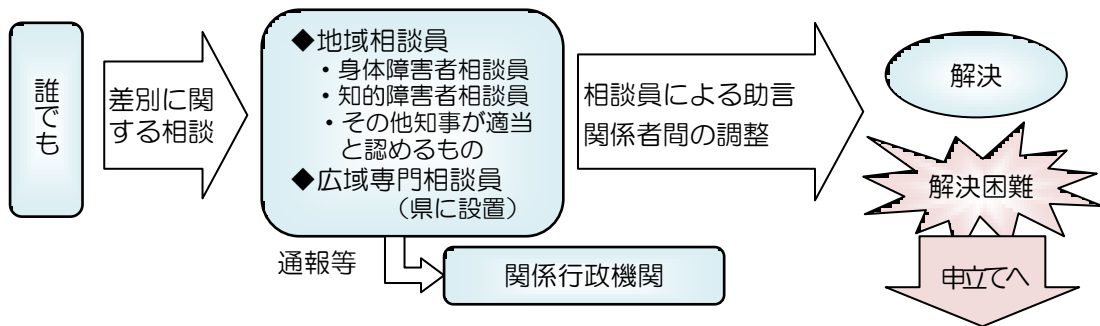 誰でも
差別に関
する相談
◆地域相談員
・身体障害者相談員
・知的障害者相談員
・その他知事が適当
と認めるもの
◆広域専門相談員
（県に設置）
相談員による助言
関係者間の調整
解決
解決困難
申立てへ
通報等
関係行政機関